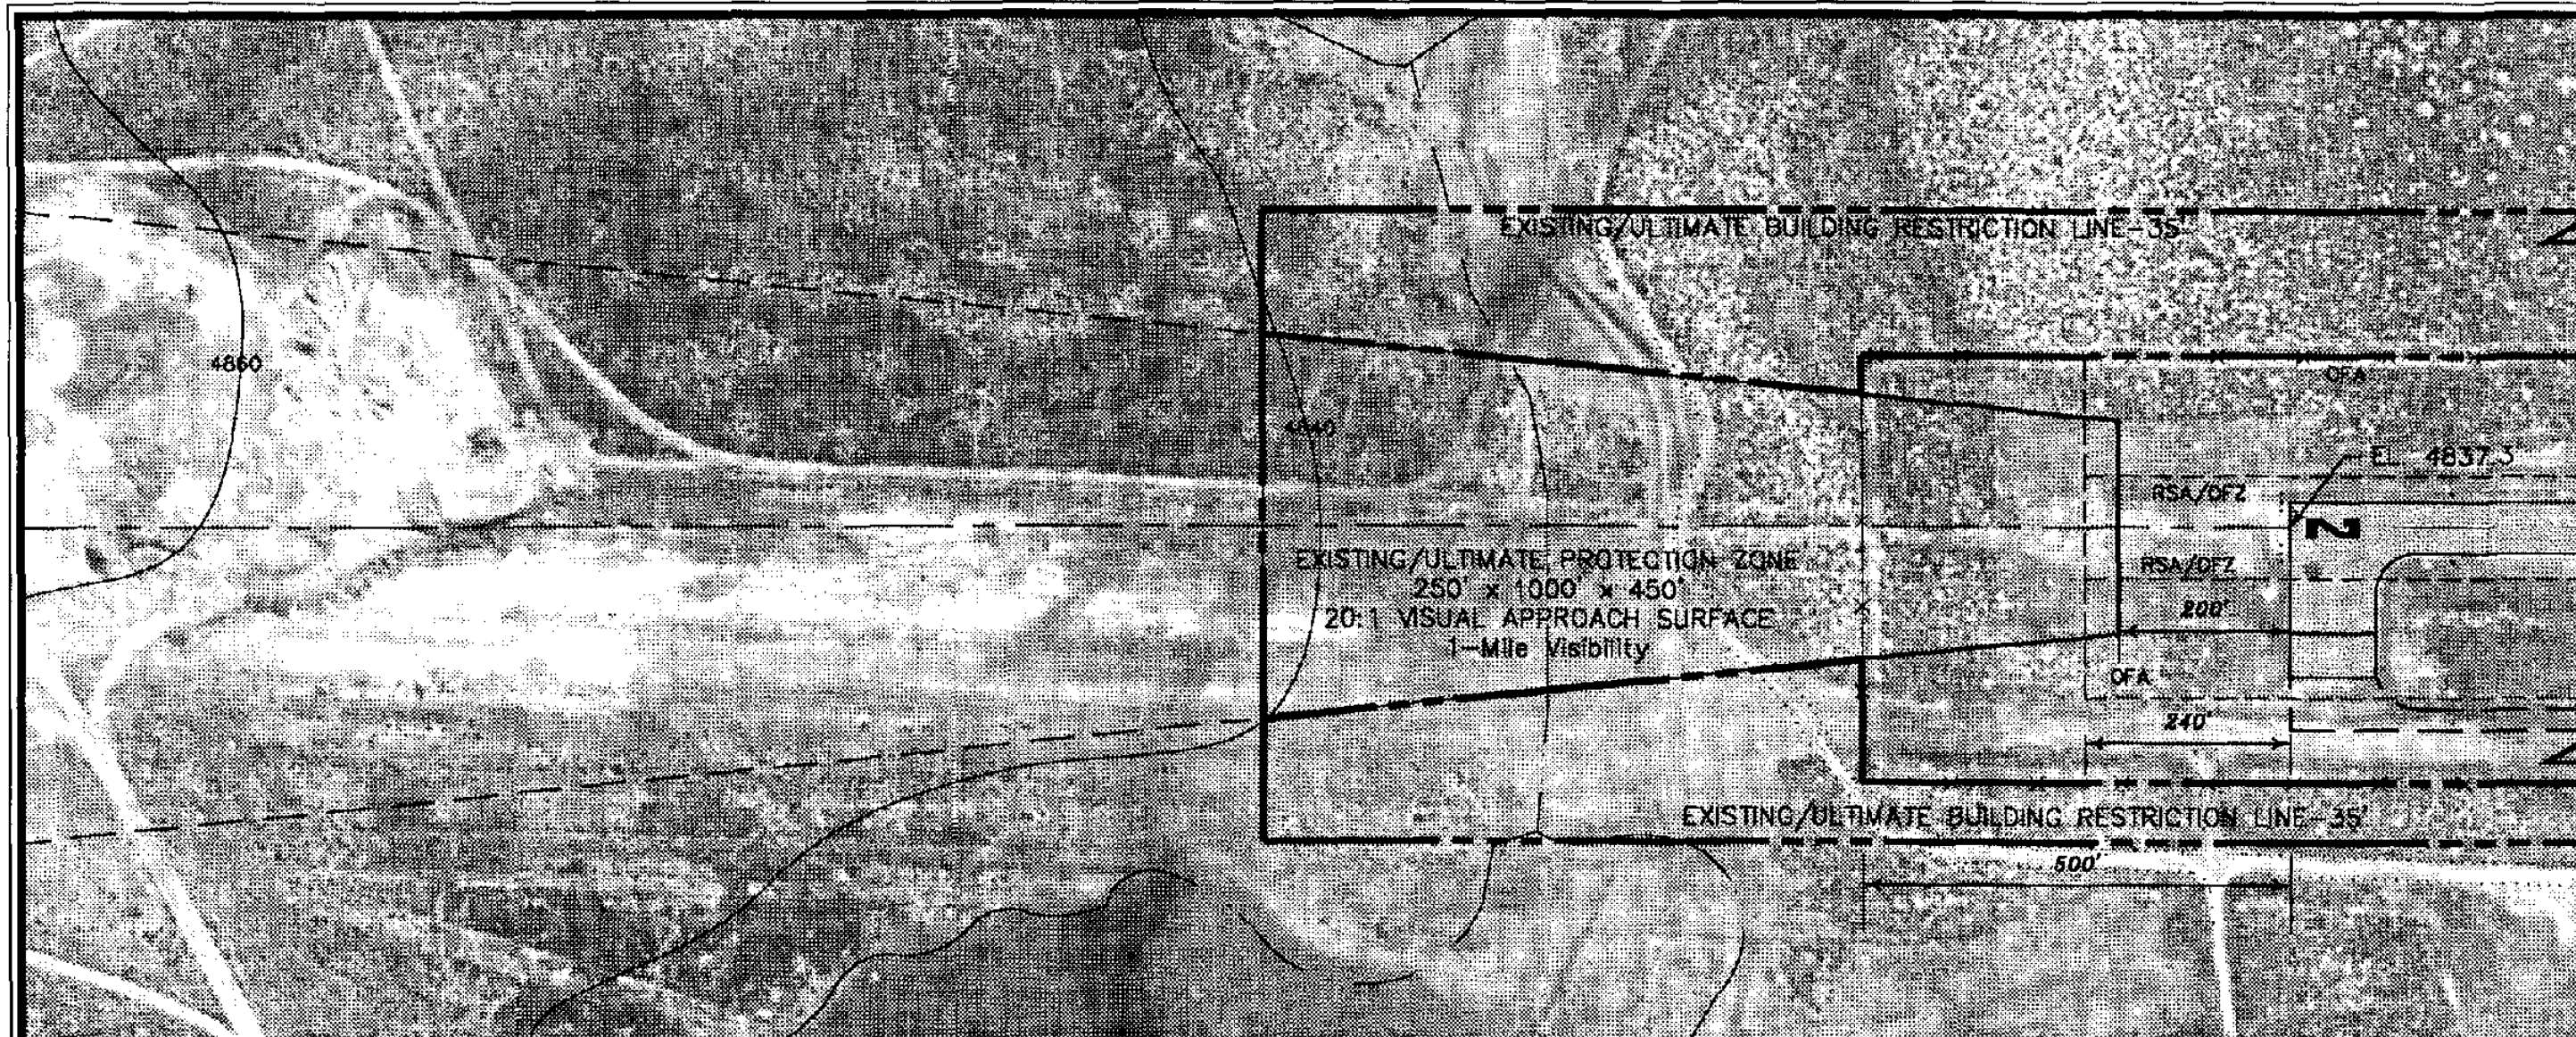 EXISTING/ULTIMATE BUILDING RESTRICTION LINE-35'
4860
OFA
4840
EL 4837.3
RSA/OFZ
2
EXISTING/ULTIMATE PROTECTION ZONE
250' x 1000' x 450'
20:1 VISUAL APPROACH SURFACE
1-Mile Visibility
RSA/OFZ
200'
OFA
240'
EXISTING/ULTIMATE BUILDING RESTRICTION LINE-35'
500'